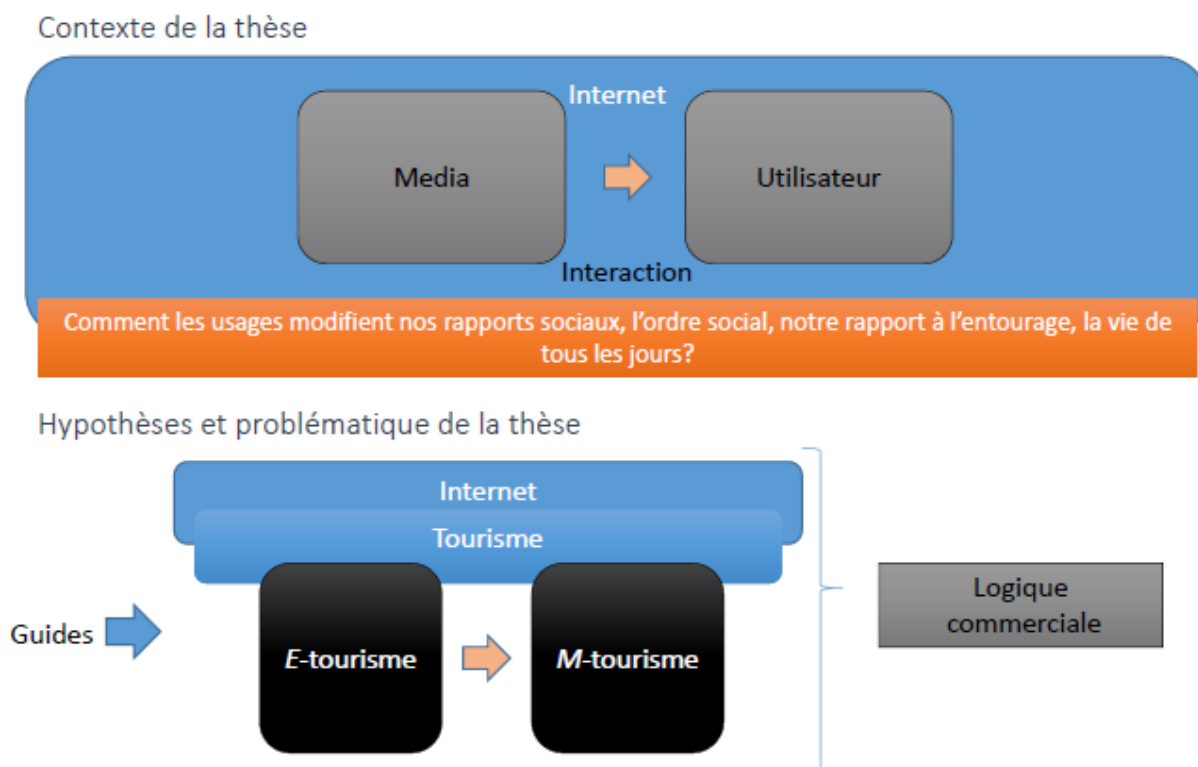 Contexte de la thèse
Internet
Media
Utilisateur
Interaction
Comment les usages modifient nos rapports sociaux, l'ordre social, notre rapport à l'entourage, la vie de
tous les jours?
Hypothèses et problématique de la thèse
Internet
Tourisme
Guides
E-tourisme
M-tourisme
Logique
commerciale